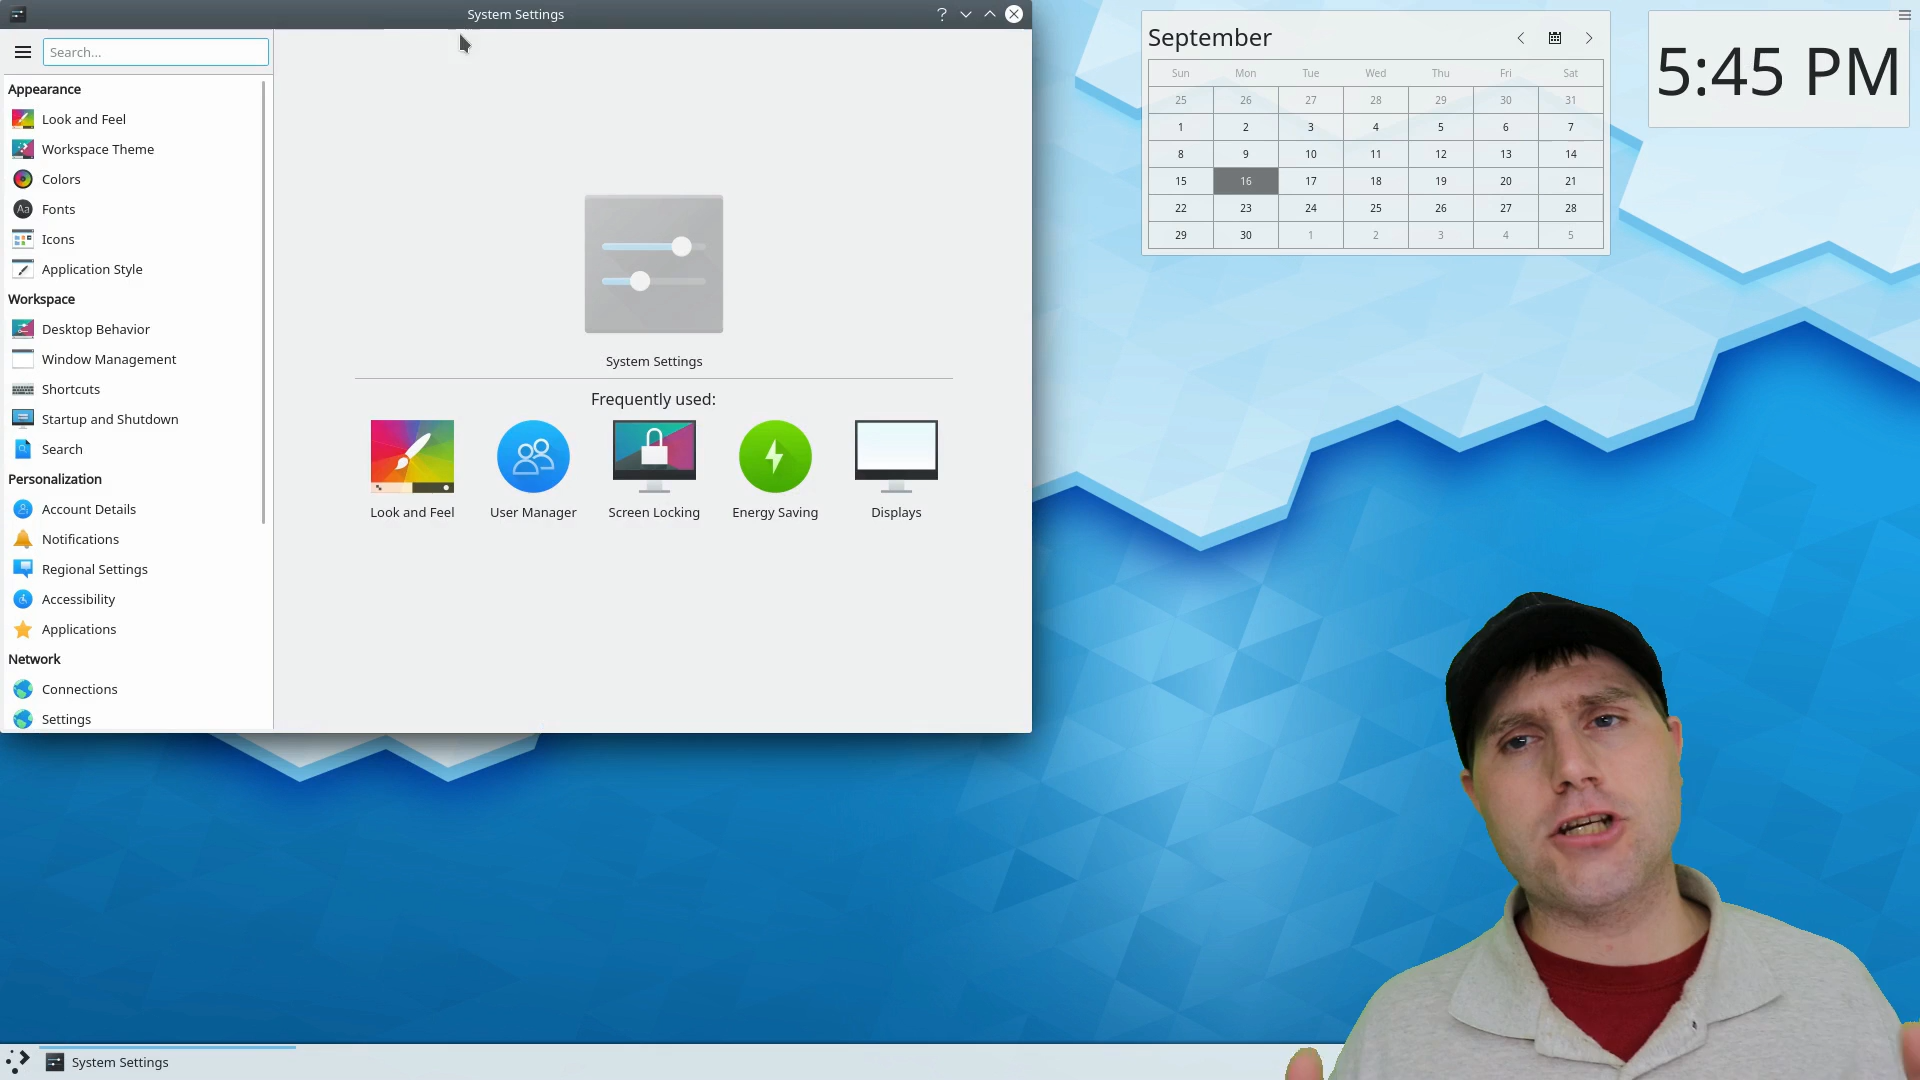 System Settings
?
Search...
Appearance
Look and Feel
Workspace Theme
Colors
Aa Fonts
Icons
Application Style
Workspace
Desktop Behavior
Window Management
Shortcuts
Startup and Shutdown
Search
Personalization
Account Details
Notifications
Regional Settings
Accessibility
Applications
Network
Connections
Settings
System Settings
Frequently used:
Look and Feel User Manager Screen Locking Energy Saving Displays
September
Sun Mon Tue Wed Thu Fri Sat
25 26 27 28 29 30 31
1 2 3 4 5 6 7
8 9 10 11 12 13 14
15 16 17 18 19 20 21
22 23 24 25 26 27 28
29 30 1 2 3 4 5
5:45 PM
System Settings